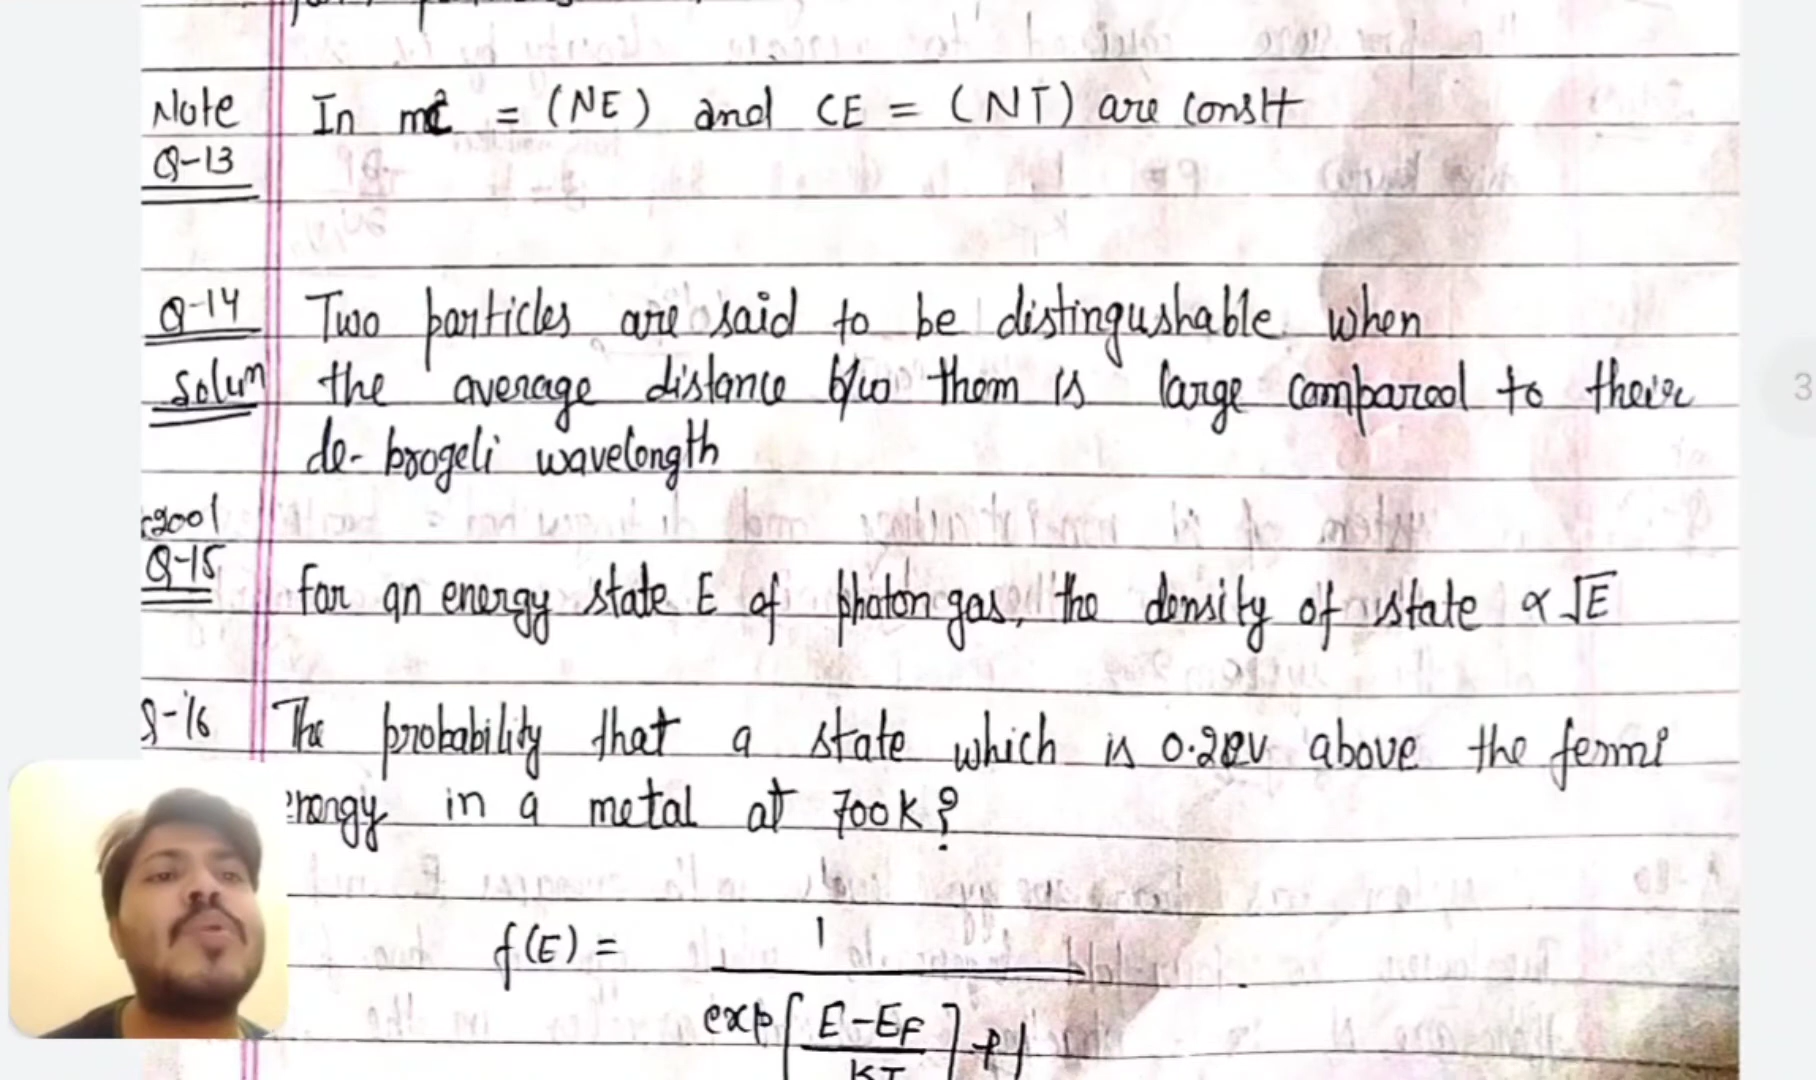 Note In mc = (NE) and CE = (NT) are constt
Q-13
Q-14 Two particles are said to be distingushable when
Solun the average distance b/w them is large compared to their
de-brogeli wavelength
2001
Q-15 for an energy state E of photon gas, the density of state ∝ √E
Q-16 The probability that a state which is 0.2eV above the fermi
energy in a metal at 700K?
f(E) = 1
exp[E-EF
KT] + 1
3